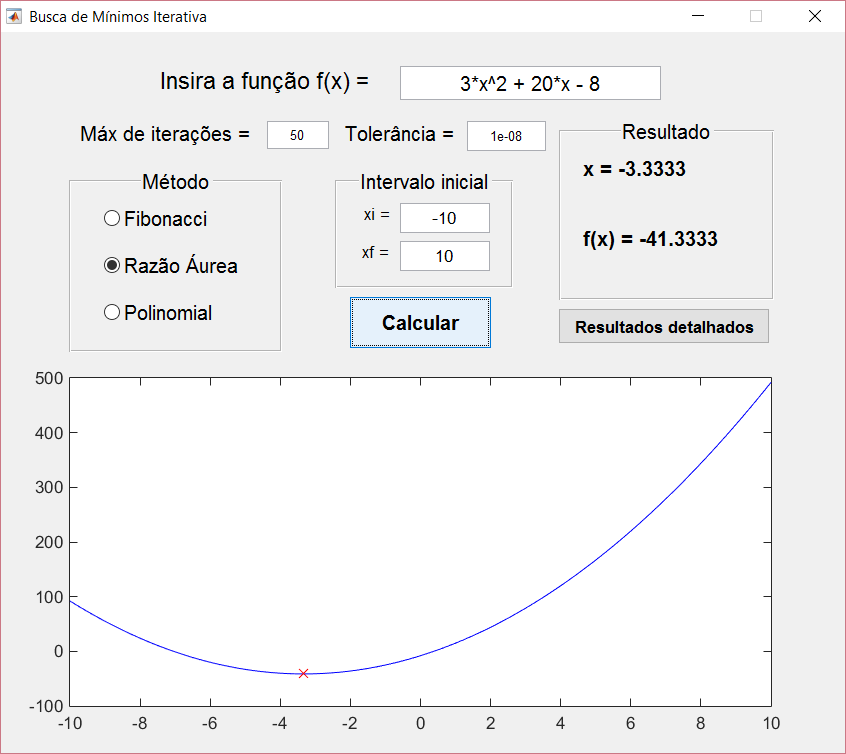 Busca de Mínimos Iterativa
Insira a função f(x) = 3*x^2 + 20*x - 8
Máx de iterações = 50 Tolerância = 1e-08
Resultado
x = -3.3333
f(x) = -41.3333
Método
Fibonacci
Razão Áurea
Polinomial
Intervalo inicial
xi = -10
xf = 10
Calcular
Resultados detalhados
500
400
300
200
100
0
-100
-10 -8 -6 -4 -2 0 2 4 6 8 10